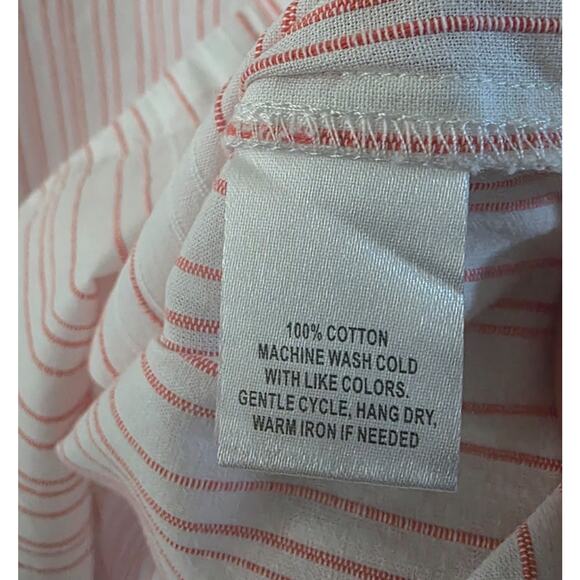 100% COTTON
MACHINE WASH COLD
WITH LIKE COLORS.
GENTLE CYCLE, HANG DRY,
WARM IRON IF NEEDED